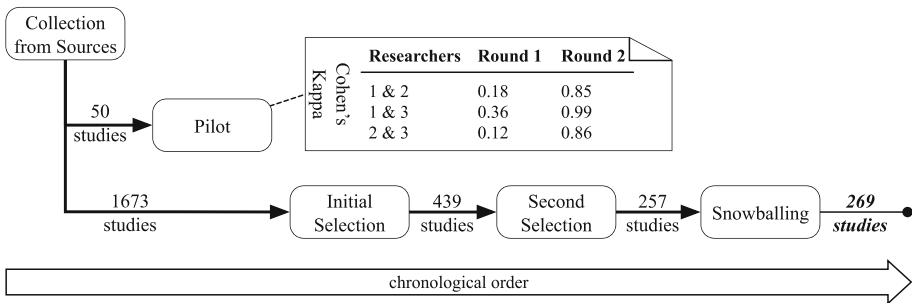 Collection
from Sources
50
studies
Pilot
Cohen's
Kappa
Researchers Round 1 Round 2
1 & 2 0.18 0.85
1 & 3 0.36 0.99
2 & 3 0.12 0.86
1673
studies
Initial
Selection
439
studies
Second
Selection
257
studies
Snowballing
269
studies
chronological order